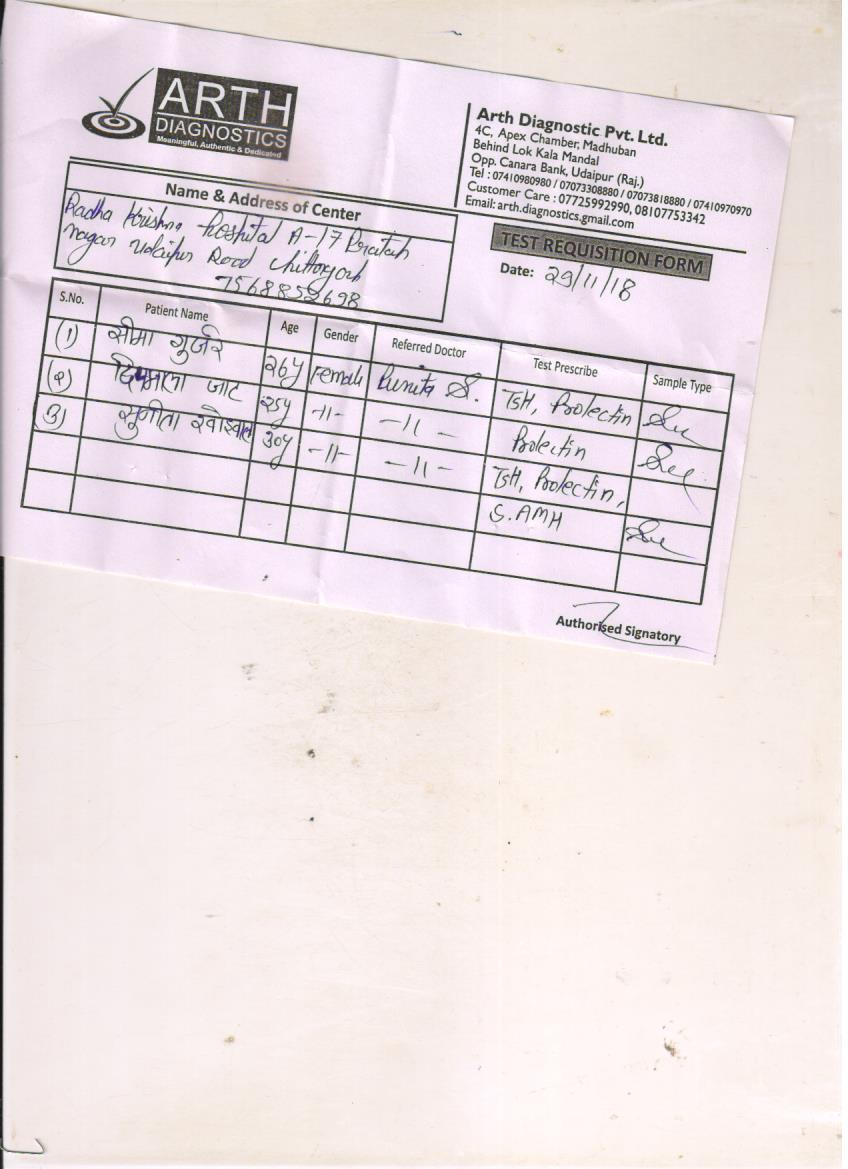 ARTH
DIAGNOSTICS
Meaningful, Authentic & Dedicated
Arth Diagnostic Pvt. Ltd.
4C, Apex Chamber, Madhuban
Behind Lok Kala Mandal
Opp. Canara Bank, Udaipur (Raj.)
Tel : 07410980980 / 07073308880 / 07073818880 / 07410970970
Customer Care : 07725992990, 08107753342
Email: arth.diagnostics.gmail.com
Name & Address of Center
Radha Krishna hospital A-17 Pratap
nagar Udaipur Road
7568852698
TEST REQUISITION FORM
Date: 29/11/18
S.No. Patient Name Age Gender Referred Doctor Test Prescribe Sample Type
(1) सीमा गुर्जर 26y Female Punita S. TSH, Prolectin
(2) जाट 25y -11- -11- Prolectin
(3) सुनीता 30y -11- -11- TSH, Prolectin,
S. AMH
Authorised Signatory